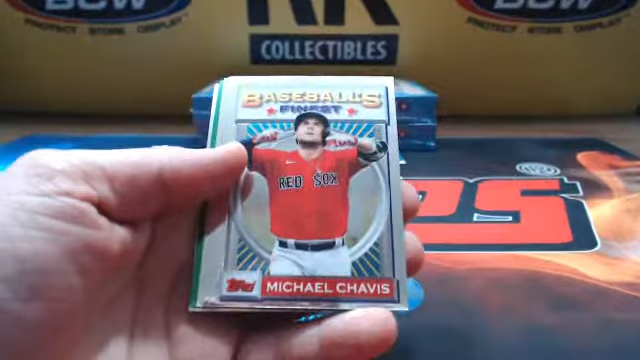 BCW
PROTECT · STORE · DISPLAY
COLLECTIBLES
BCW
PROTECT · STORE · DISPLAY
BASEBALL'S
FINEST
RED SOX
Topps
MICHAEL CHAVIS